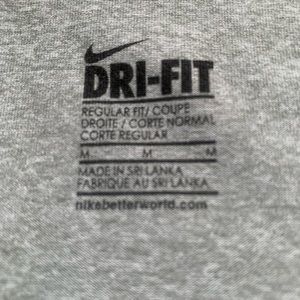 DRI-FIT
REGULAR FIT/ COUPE
DROITE / CORTE NORMAL
CORTE REGULAR
M M M
MADE IN SRI LANKA
FABRIQUE AU SRI LANKA
nikebetterworld.com